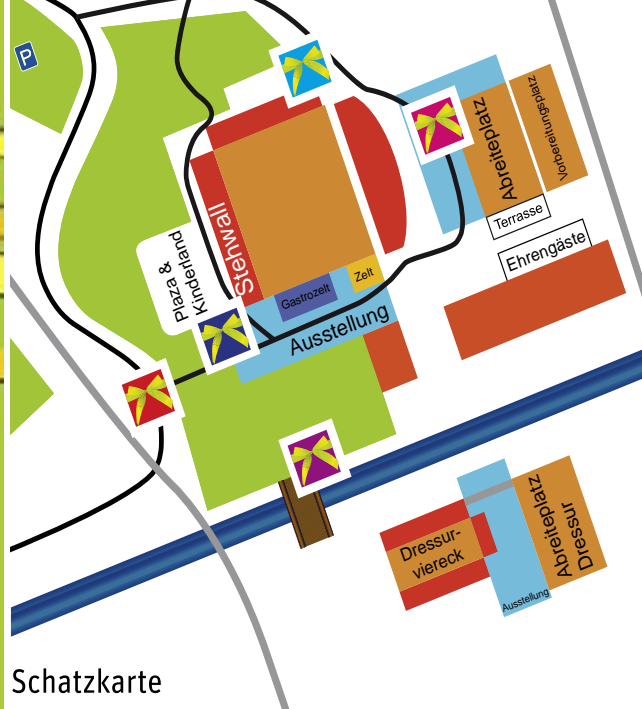 P
Abreiteplatz
Vorbereitungsplatz
Terrasse
Ehrengäste
Stehwall
Plaza &
Kinderland
Gastrozelt
Zelt
Ausstellung
Dressur-
viereck
Abreiteplatz
Dressur
Ausstellung
Schatzkarte